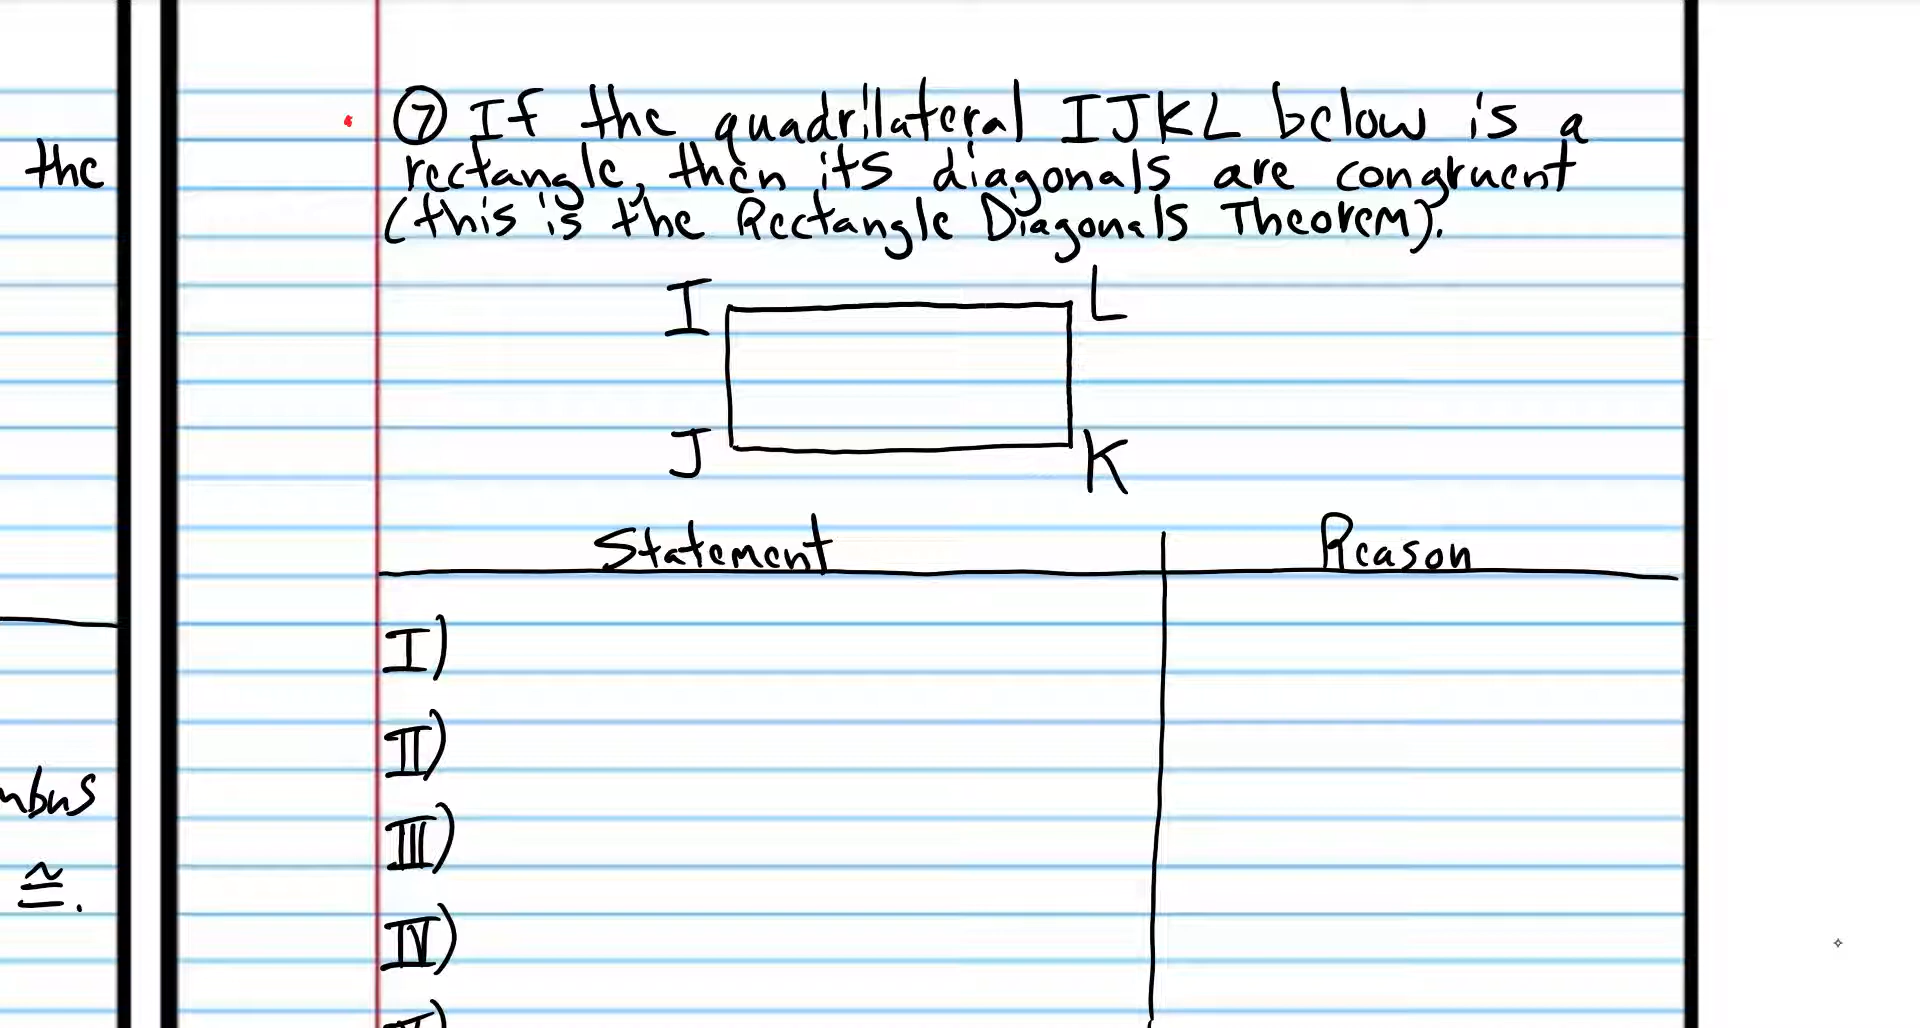 the
⑦ If the quadrilateral IJKL below is a
rectangle, then its diagonals are congruent
(this is the Rectangle Diagonals Theorem).
I
L
J
K
Statement
Reason
I)
II)
III)
IV)
≅.